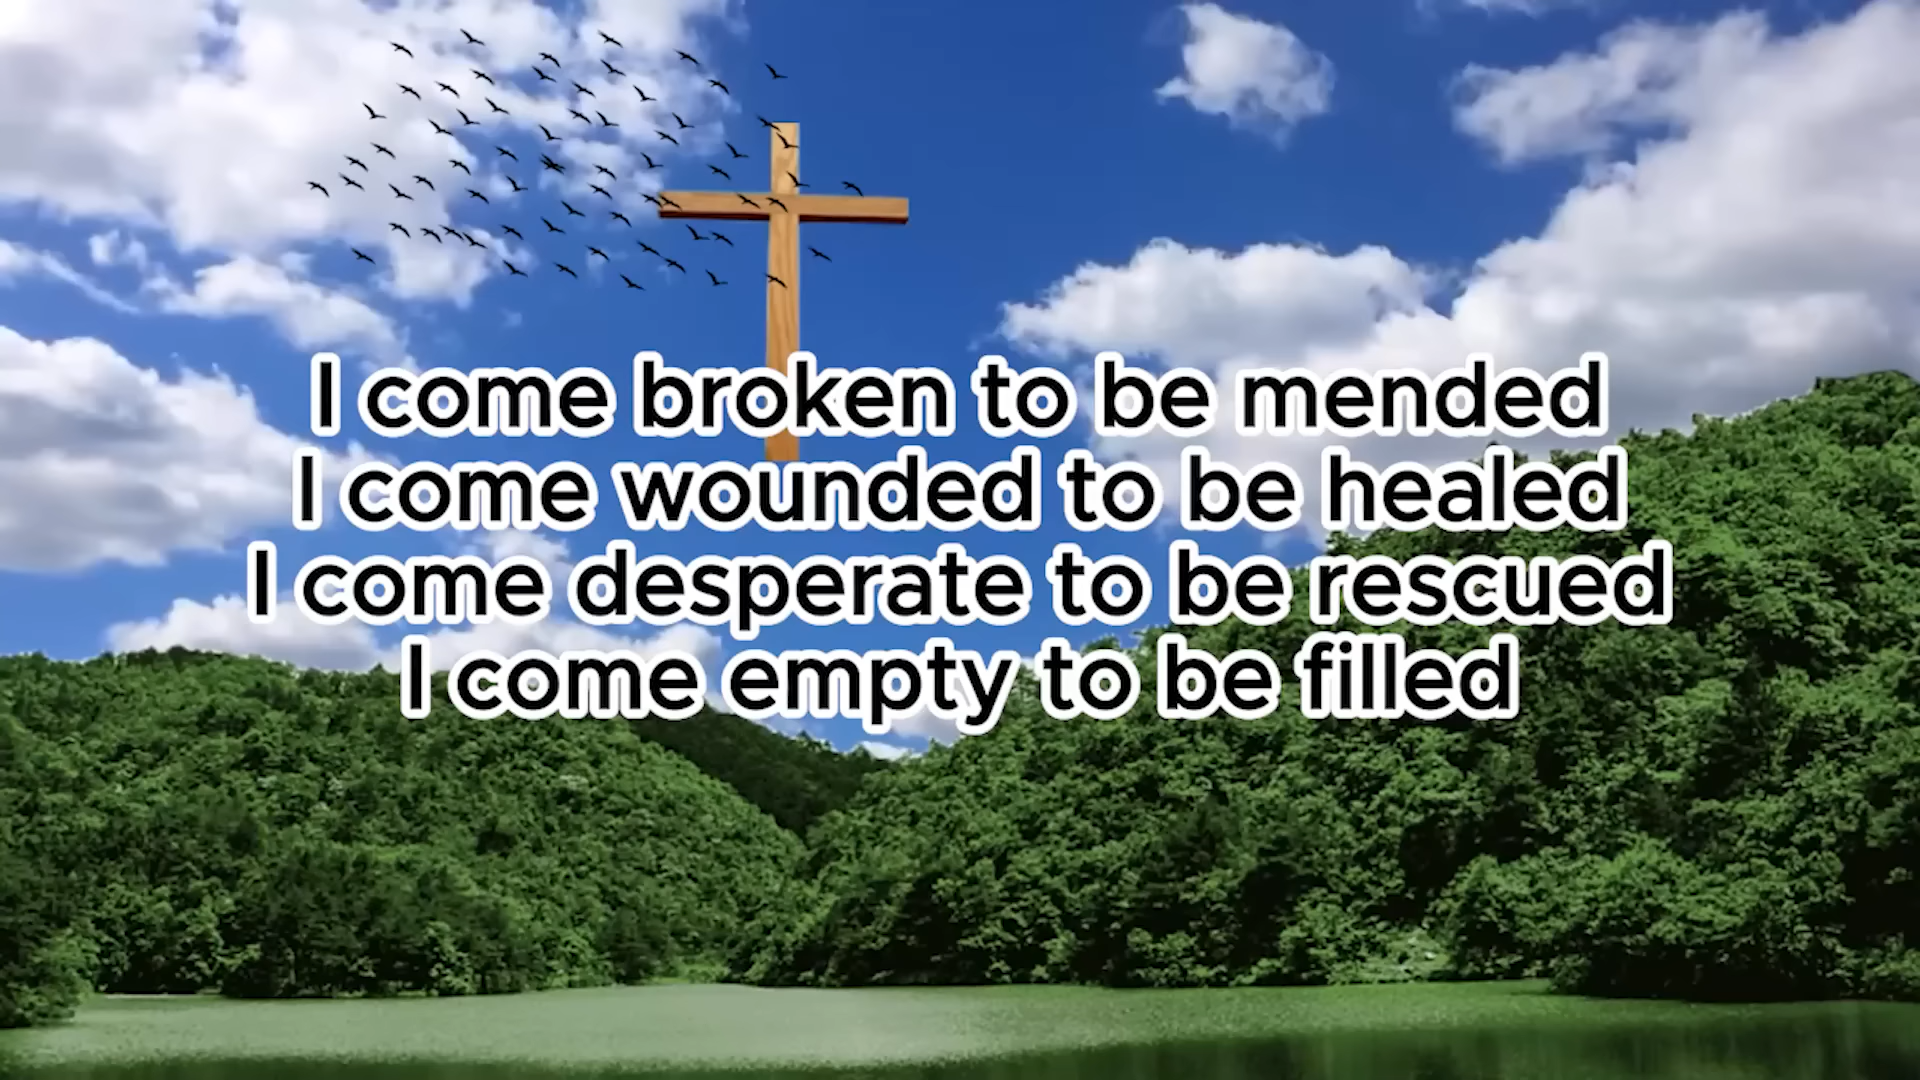 I come broken to be mended
I come wounded to be healed
I come desperate to be rescued
I come empty to be filled